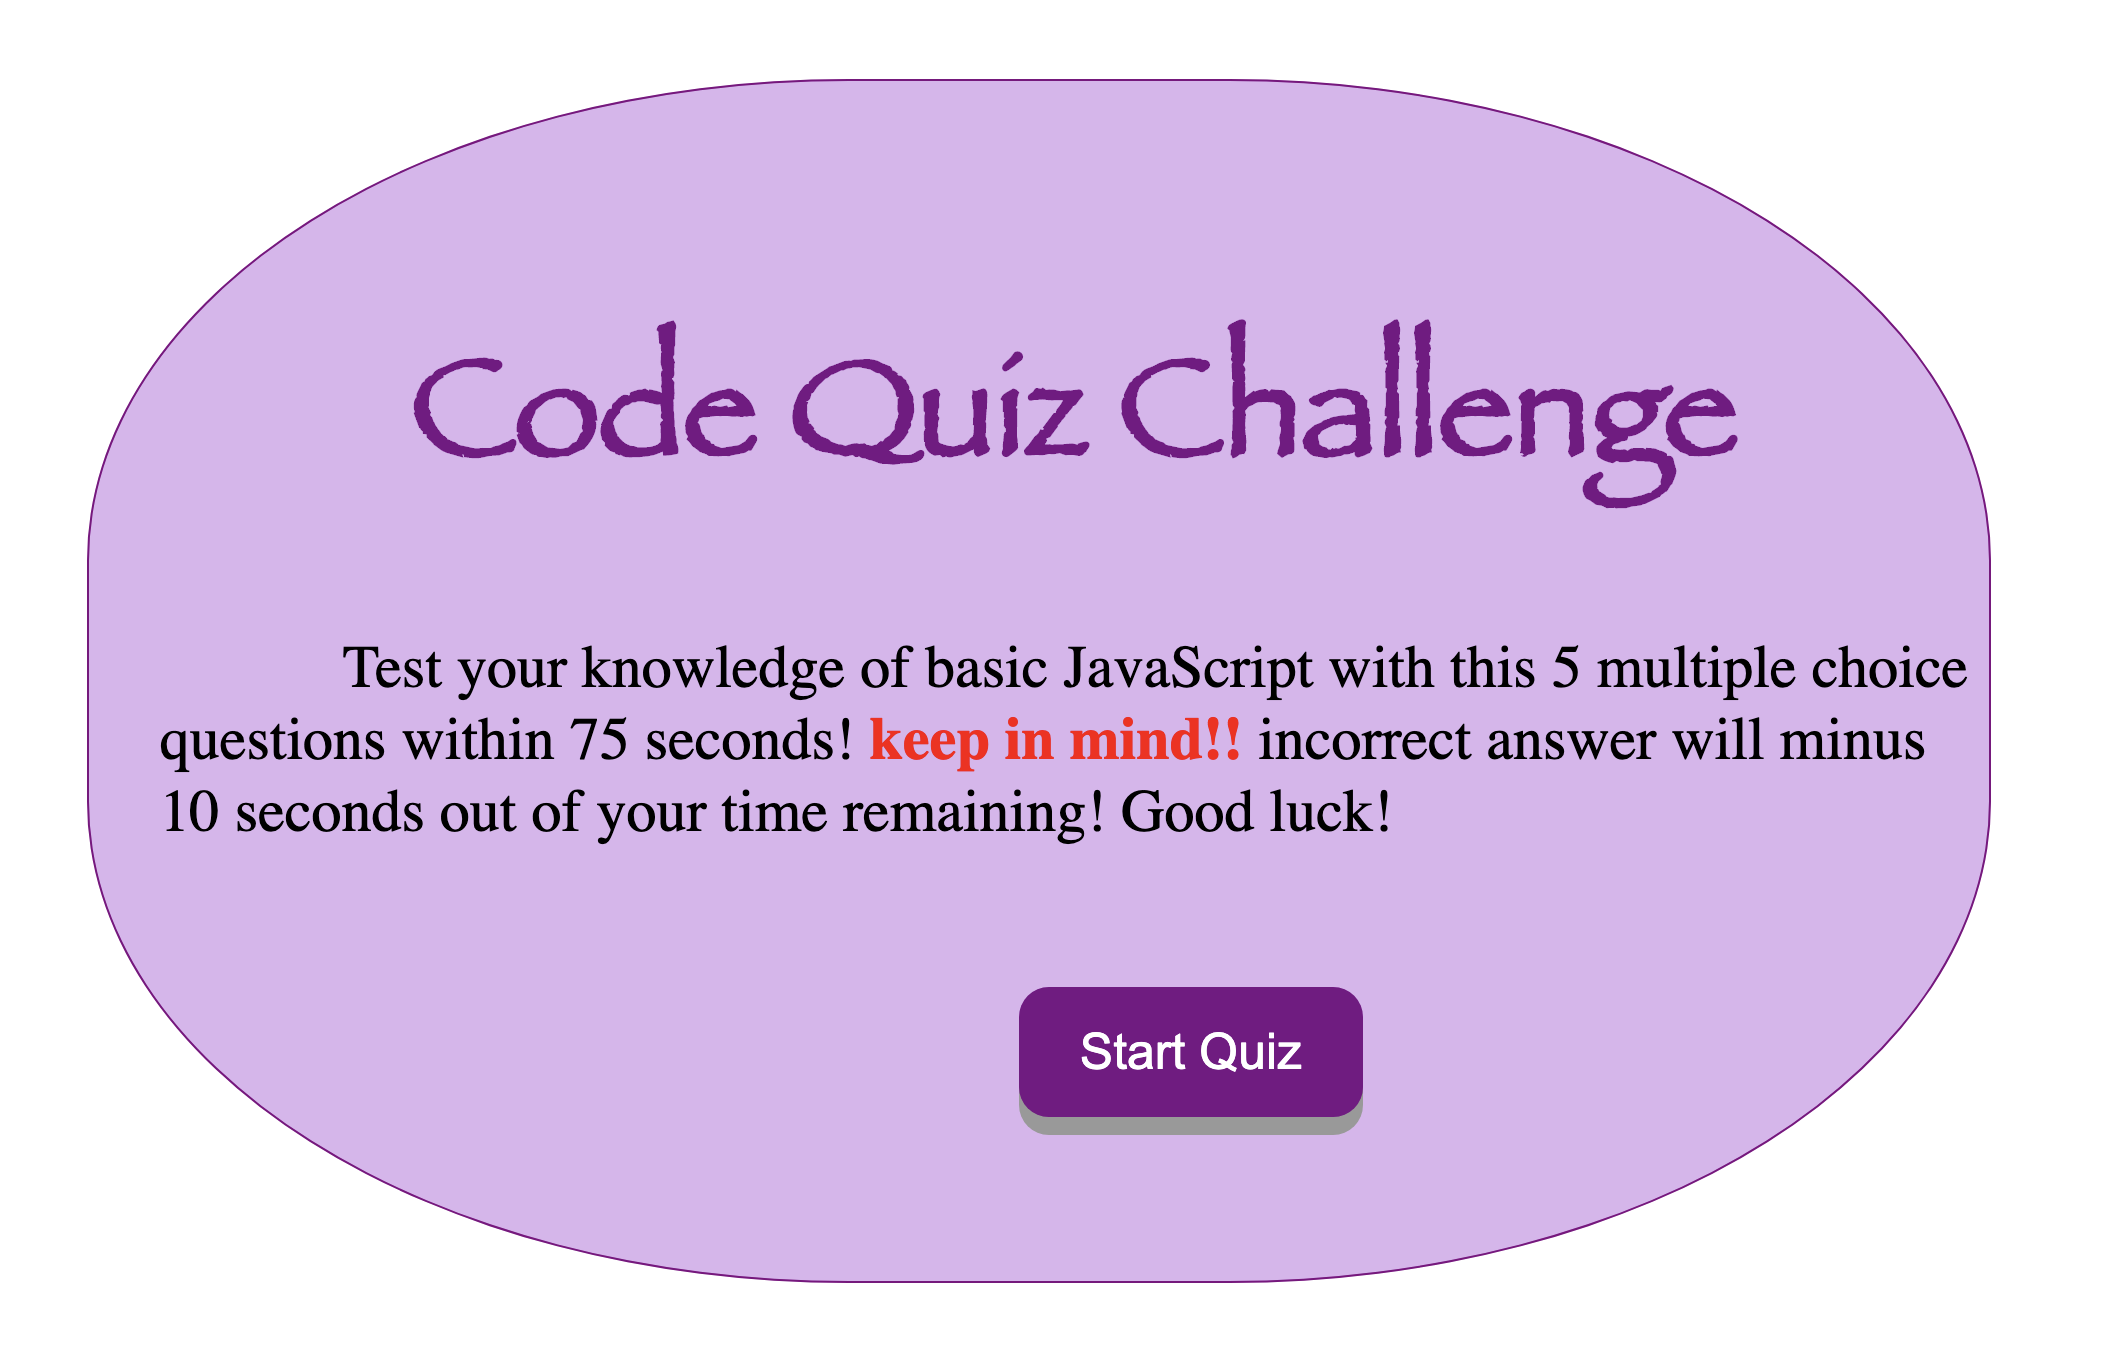 Code Quiz Challenge
Test your knowledge of basic JavaScript with this 5 multiple choice
questions within 75 seconds! keep in mind!! incorrect answer will minus
10 seconds out of your time remaining! Good luck!
Start Quiz